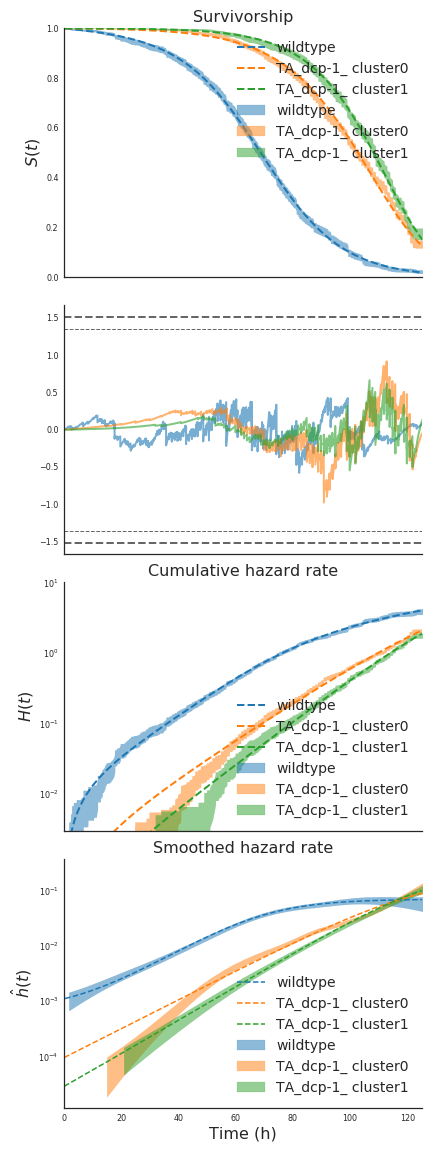 Survivorship
1.0
0.8
0.6
0.4
0.2
0.0
S(t)
wildtype
TA_dcp-1_ cluster0
TA_dcp-1_ cluster1
wildtype
TA_dcp-1_ cluster0
TA_dcp-1_ cluster1
1.5
1.0
0.5
0.0
−0.5
−1.0
−1.5
Cumulative hazard rate
10^1
10^0
10^-1
10^-2
H(t)
wildtype
TA_dcp-1_ cluster0
TA_dcp-1_ cluster1
wildtype
TA_dcp-1_ cluster0
TA_dcp-1_ cluster1
Smoothed hazard rate
10^-1
10^-2
10^-3
10^-4
ĥ(t)
wildtype
TA_dcp-1_ cluster0
TA_dcp-1_ cluster1
wildtype
TA_dcp-1_ cluster0
TA_dcp-1_ cluster1
0 20 40 60 80 100 120
Time (h)